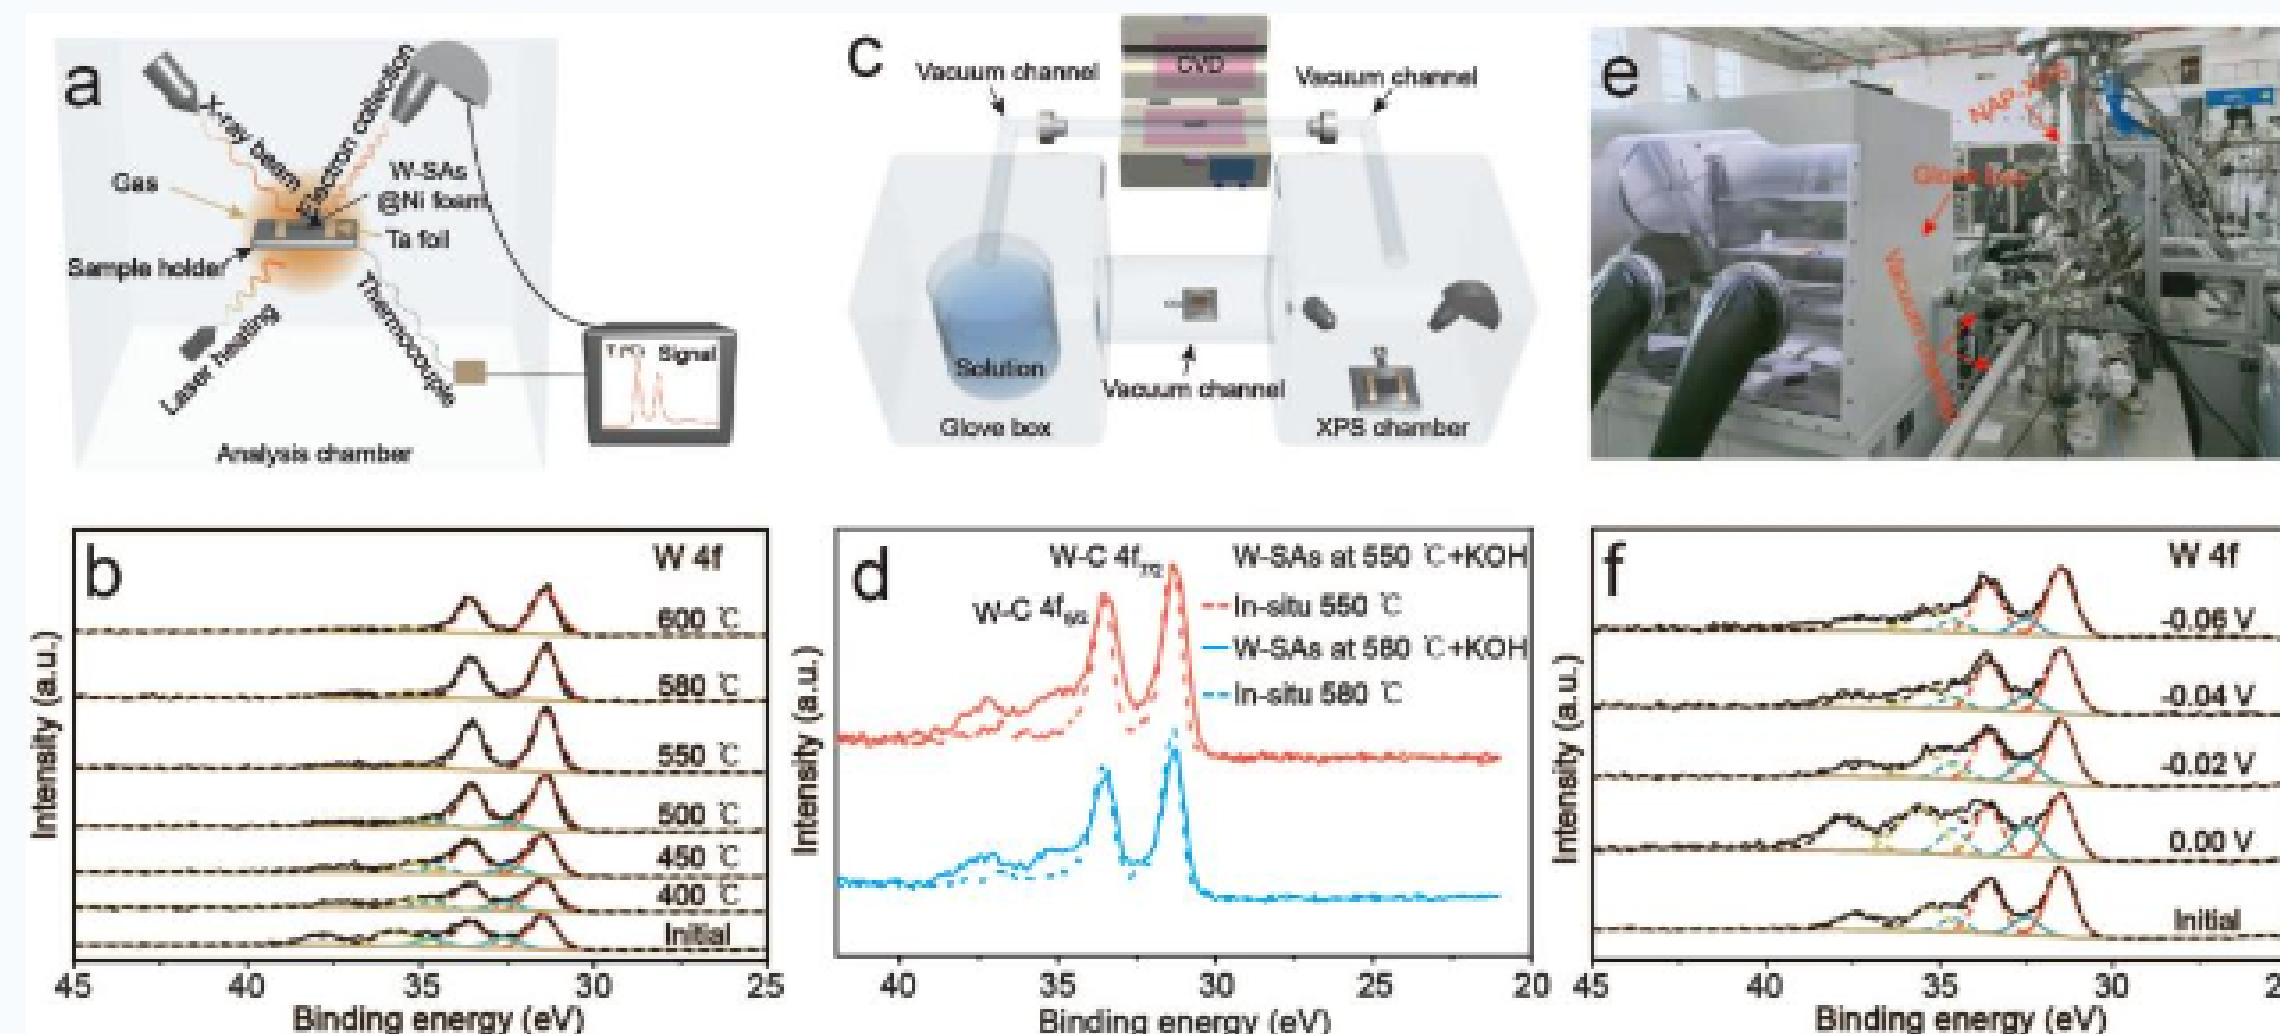 a
X-ray beam
Electron collection
Gas
W-SAs
@Ni foam
Ta foil
Sample holder
Laser heating
Thermocouple
Signal
Analysis chamber
c
CVD
Vacuum channel
Vacuum channel
Solution
Vacuum channel
Glove box
XPS chamber
e
NAP-XPS
Glove box
Vacuum channel
b
W 4f
600 ℃
580 ℃
550 ℃
500 ℃
450 ℃
400 ℃
Initial
Intensity (a.u.)
45 40 35 30 25
Binding energy (eV)
d
W-C 4f7/2
W-C 4f5/2
W-SAs at 550 ℃+KOH
In-situ 550 ℃
W-SAs at 580 ℃+KOH
In-situ 580 ℃
Intensity (a.u.)
40 35 30 25 20
Binding energy (eV)
f
W 4f
-0.06 V
-0.04 V
-0.02 V
0.00 V
Initial
Intensity (a.u.)
45 40 35 30
Binding energy (eV)